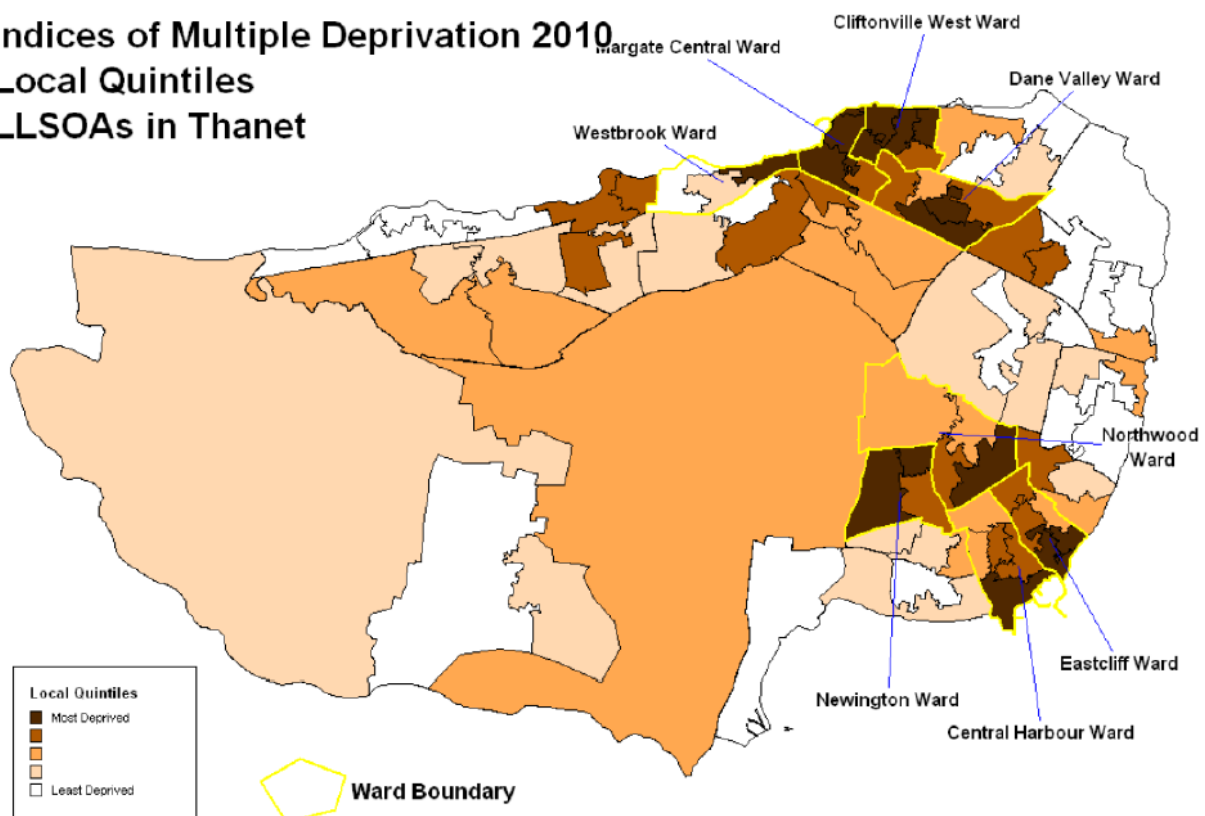 ndices of Multiple Deprivation 2010
Local Quintiles
LLSOAs in Thanet
Cliftonville West Ward
Margate Central Ward
Dane Valley Ward
Westbrook Ward
Northwood
Ward
Eastcliff Ward
Newington Ward
Central Harbour Ward
Local Quintiles
Most Deprived
Least Deprived
Ward Boundary